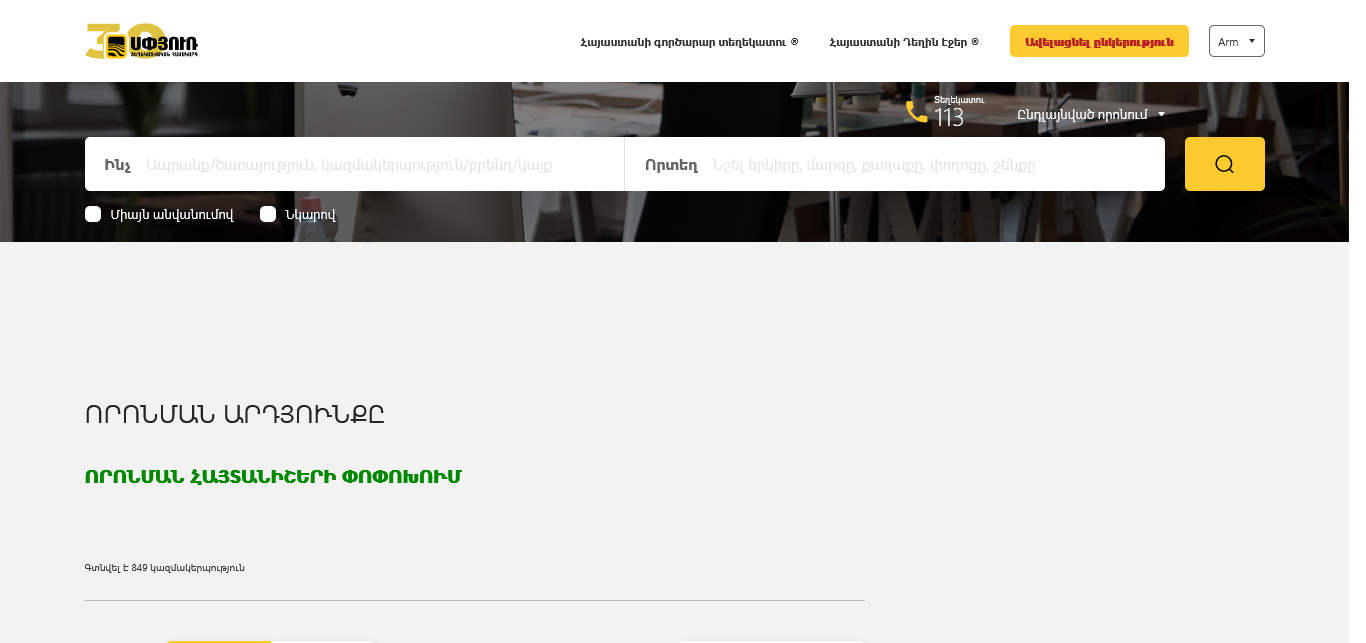 30 ՍՓՅՈՒՌ
ՏԵՂԵԿԱՏՎԱԿԱՆ ՀԱՄԱԿԱՐԳ
Հայաստանի գործարար տեղեկատու ®
Հայաստանի Դեղին էջեր ®
Ավելացնել ընկերություն
Arm
Տեղեկատու
113
Ընդլայնված որոնում
Ինչ Ապրանք/ծառայություն, կազմակերպություն/բրենդ/կայք
Որտեղ Նշել երկիրը, մարզը, քաղաքը, փողոցը, շենքը
Միայն անվանումով
Նկարով
ՈՐՈՆՄԱՆ ԱՐԴՅՈՒՆՔԸ
ՈՐՈՆՄԱՆ ՀԱՅՏԱՆԻՇԵՐԻ ՓՈՓՈԽՈՒՄ
Գտնվել է 849 կազմակերպություն